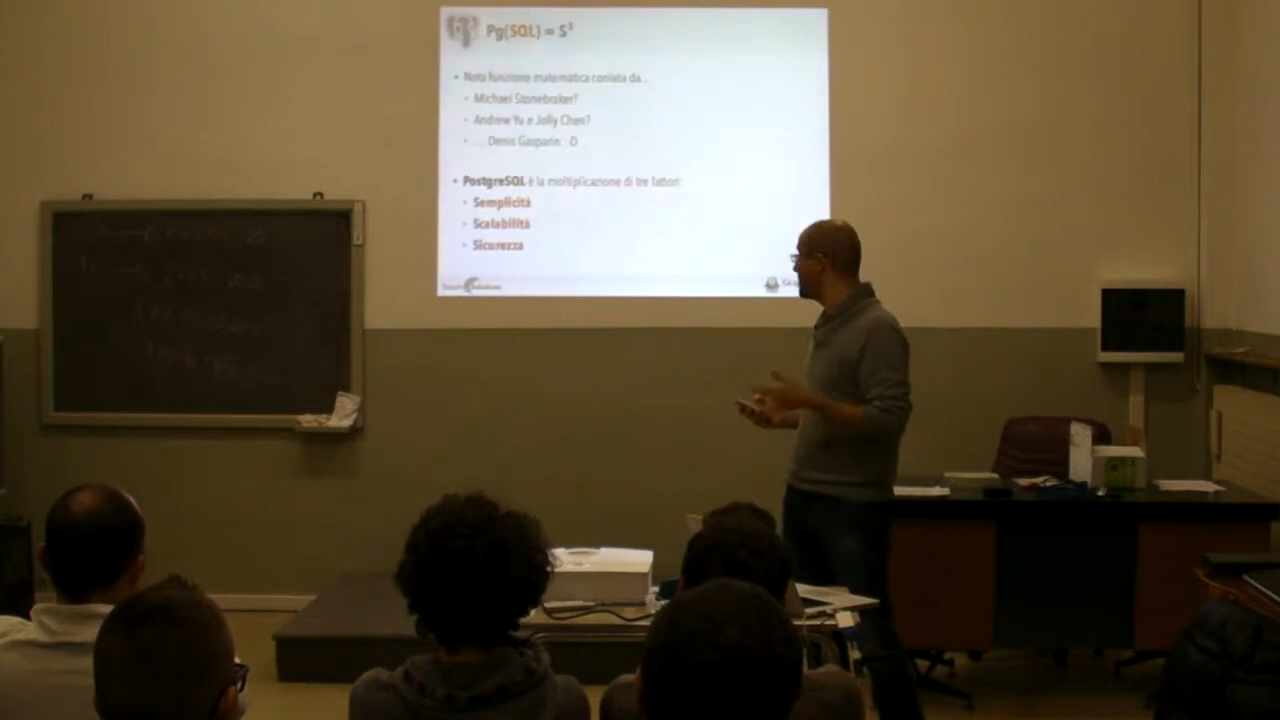 Pg(SQL) = S³
• Nota funzione matematica coniata da...
• Michael Stonebraker?
• Andrew Yu e Jolly Chen?
• ... Denis Gasparin : D
• PostgreSQL è la moltiplicazione di tre fattori:
• Semplicità
• Scalabilità
• Sicurezza